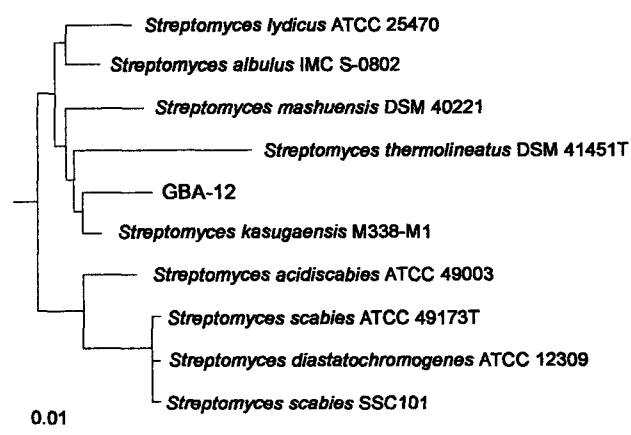 Streptomyces lydicus ATCC 25470
Streptomyces albulus IMC S-0802
Streptomyces mashuensis DSM 40221
Streptomyces thermolineatus DSM 41451T
GBA-12
Streptomyces kasugaensis M338-M1
Streptomyces acidiscabies ATCC 49003
Streptomyces scabies ATCC 49173T
Streptomyces diastatochromogenes ATCC 12309
Streptomyces scabies SSC101
0.01